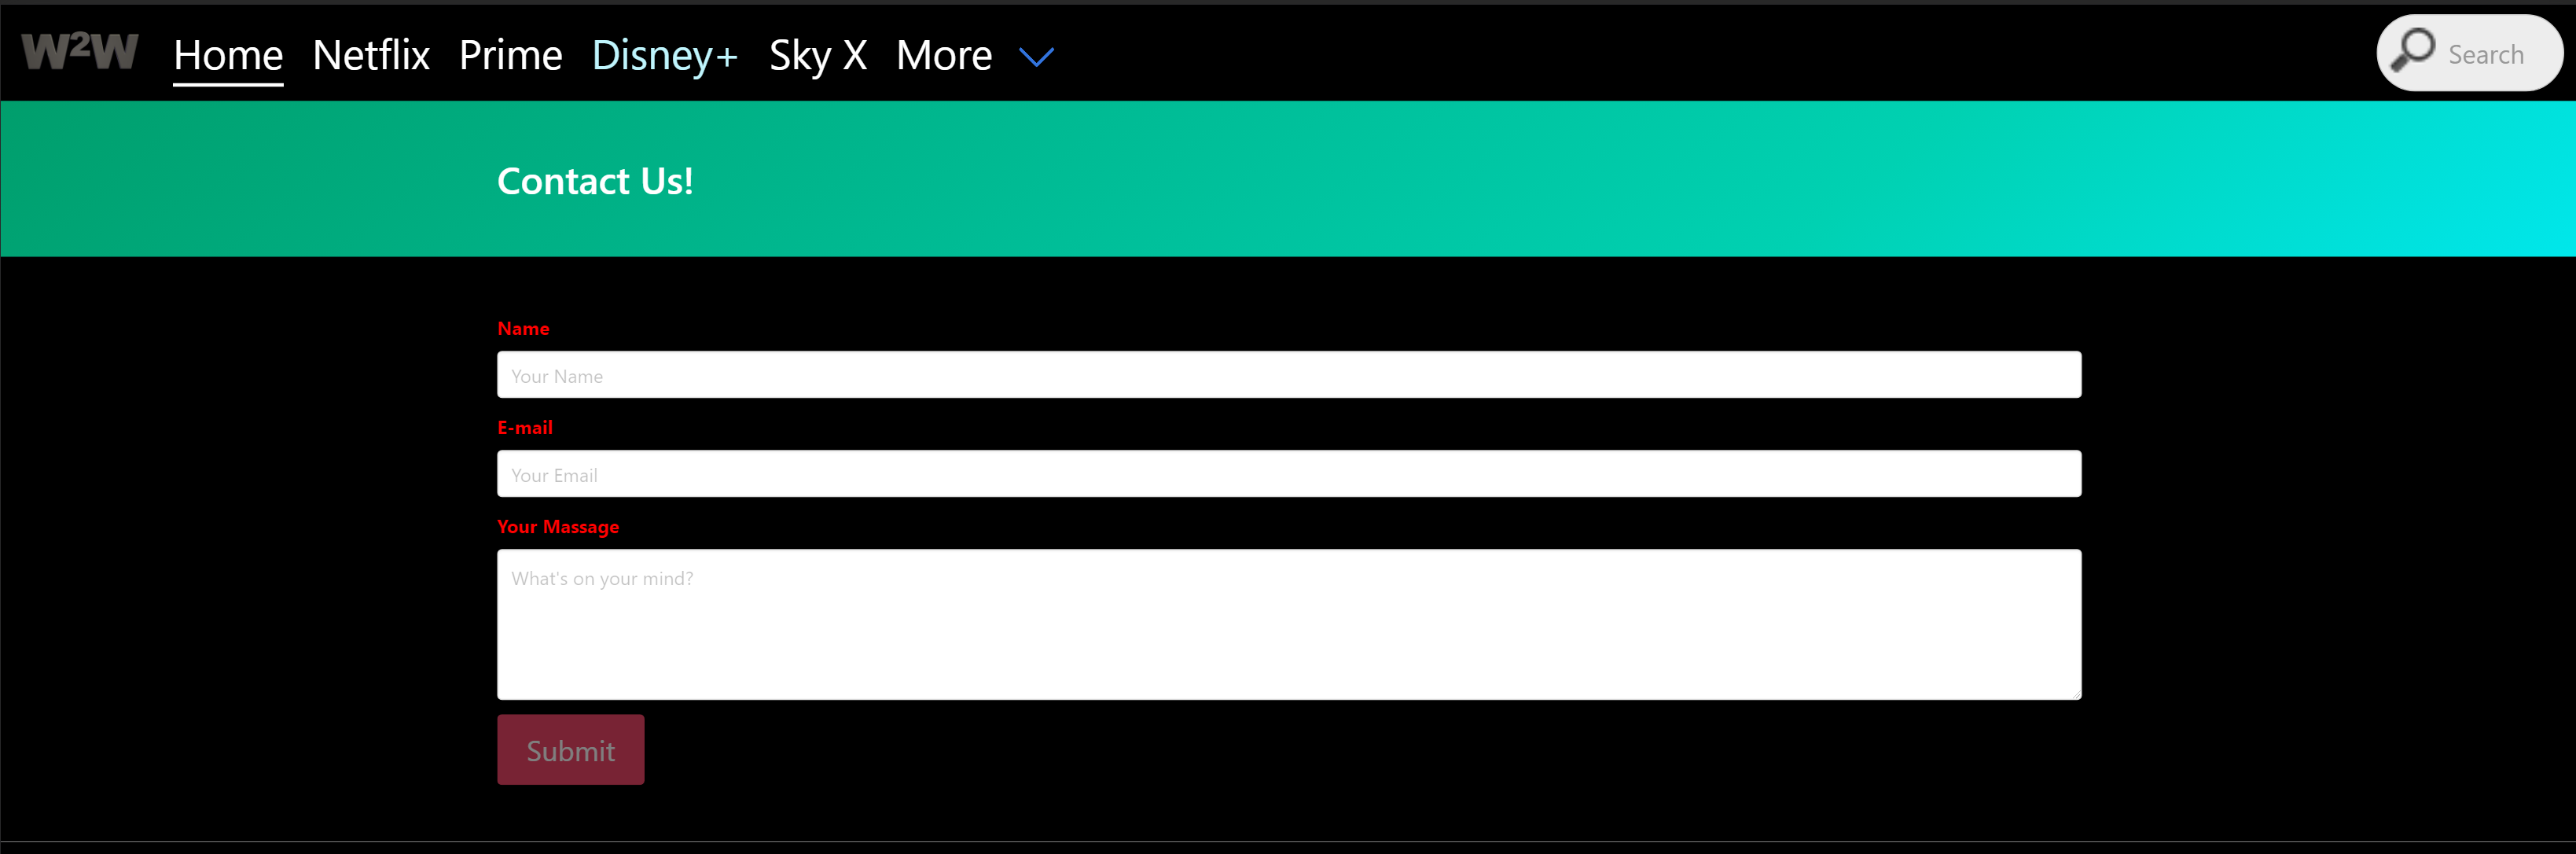 W²W Home Netflix Prime Disney+ Sky X More Search
Contact Us!
Name
Your Name
E-mail
Your Email
Your Massage
What's on your mind?
Submit